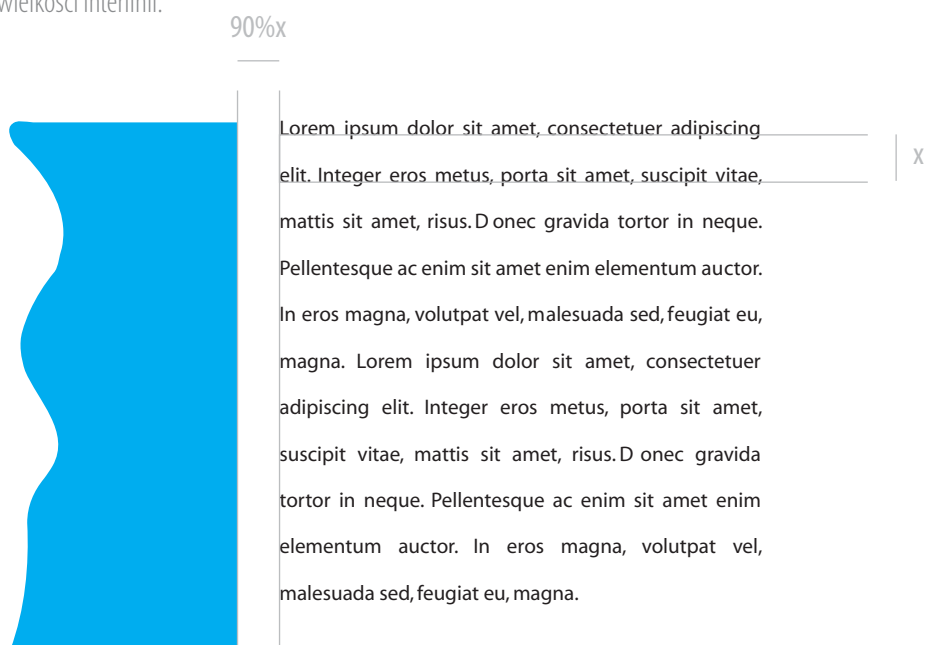 wielkości interlinii.
90%x
Lorem ipsum dolor sit amet, consectetuer adipiscing
x
elit. Integer eros metus, porta sit amet, suscipit vitae,
mattis sit amet, risus. D onec gravida tortor in neque.
Pellentesque ac enim sit amet enim elementum auctor.
In eros magna, volutpat vel, malesuada sed, feugiat eu,
magna. Lorem ipsum dolor sit amet, consectetuer
adipiscing elit. Integer eros metus, porta sit amet,
suscipit vitae, mattis sit amet, risus. D onec gravida
tortor in neque. Pellentesque ac enim sit amet enim
elementum auctor. In eros magna, volutpat vel,
malesuada sed, feugiat eu, magna.